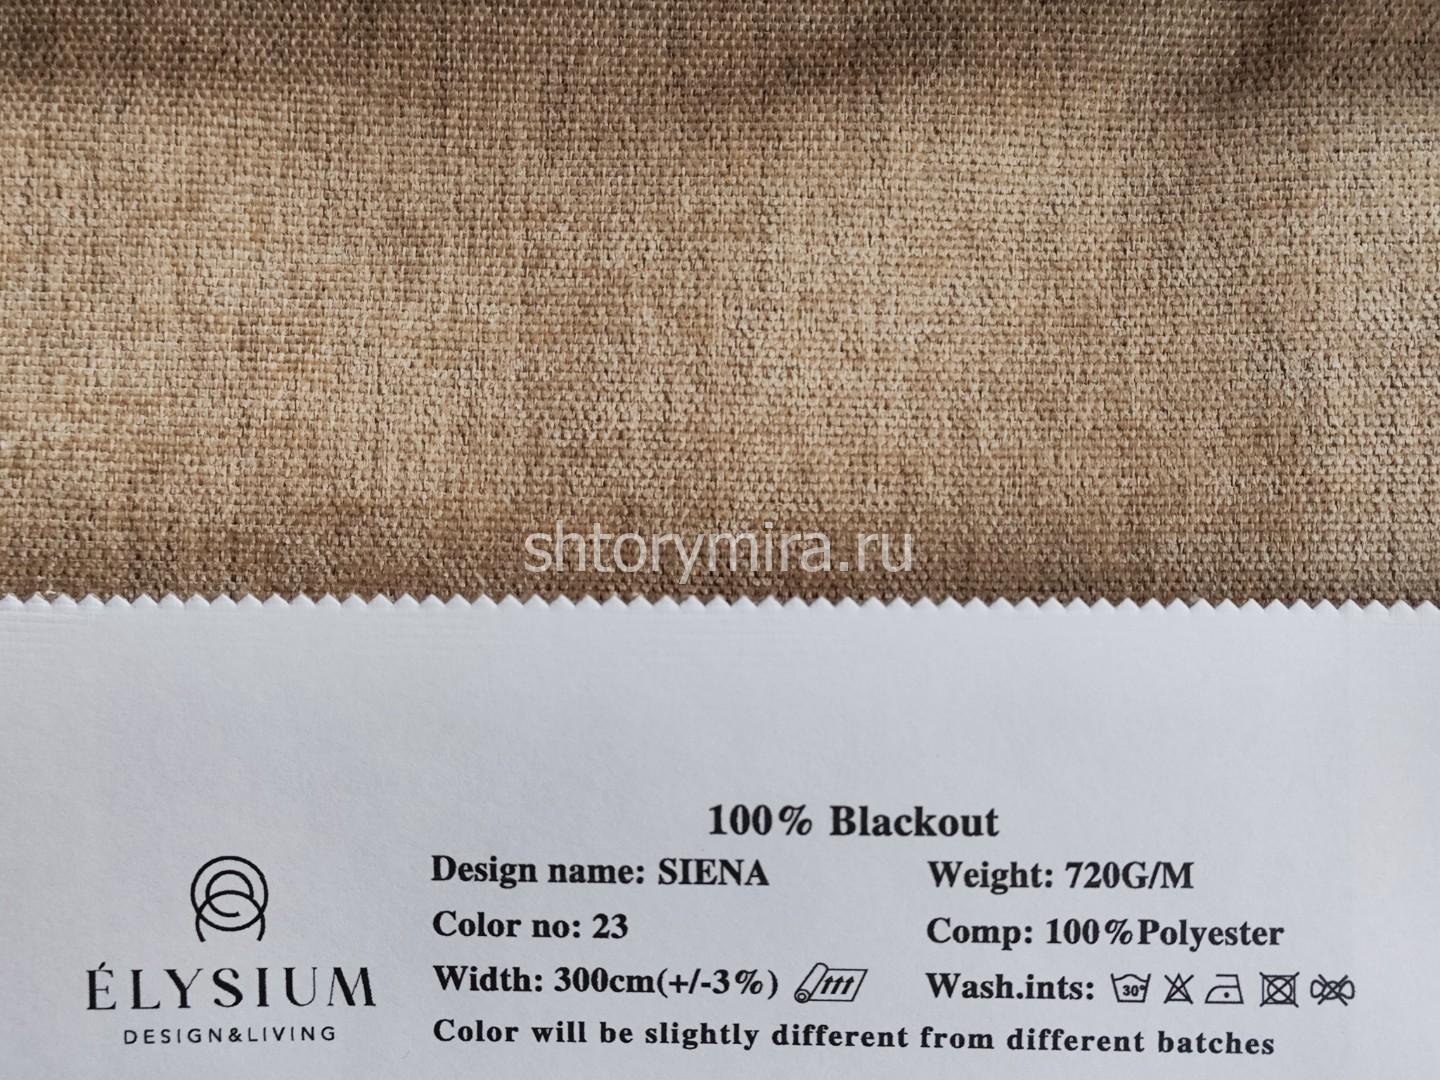 shtorymira.ru
100% Blackout
Design name: SIENA
Weight: 720G/M
Color no: 23
Comp: 100%Polyester
Width: 300cm(+/-3%)
Wash.ints: 30°
ÉLYSIUM
DESIGN&LIVING
Color will be slightly different from different batches